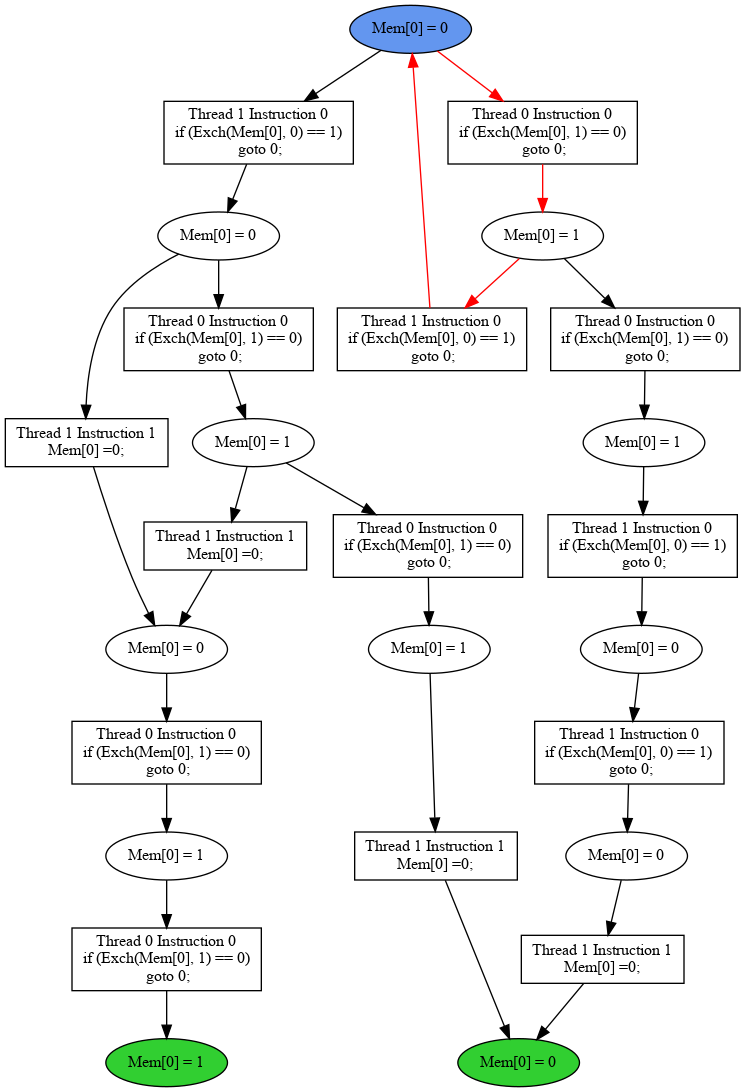 Mem[0] = 0
Thread 1 Instruction 0
if (Exch(Mem[0], 0) == 1)
goto 0;
Thread 0 Instruction 0
if (Exch(Mem[0], 1) == 0)
goto 0;
Mem[0] = 0
Mem[0] = 1
Thread 0 Instruction 0
if (Exch(Mem[0], 1) == 0)
goto 0;
Thread 1 Instruction 0
if (Exch(Mem[0], 0) == 1)
goto 0;
Thread 0 Instruction 0
if (Exch(Mem[0], 1) == 0)
goto 0;
Thread 1 Instruction 1
Mem[0] =0;
Mem[0] = 1
Mem[0] = 1
Thread 1 Instruction 1
Mem[0] =0;
Thread 0 Instruction 0
if (Exch(Mem[0], 1) == 0)
goto 0;
Thread 1 Instruction 0
if (Exch(Mem[0], 0) == 1)
goto 0;
Mem[0] = 0
Mem[0] = 1
Mem[0] = 0
Thread 0 Instruction 0
if (Exch(Mem[0], 1) == 0)
goto 0;
Thread 1 Instruction 0
if (Exch(Mem[0], 0) == 1)
goto 0;
Mem[0] = 1
Thread 1 Instruction 1
Mem[0] =0;
Mem[0] = 0
Thread 0 Instruction 0
if (Exch(Mem[0], 1) == 0)
goto 0;
Thread 1 Instruction 1
Mem[0] =0;
Mem[0] = 1
Mem[0] = 0